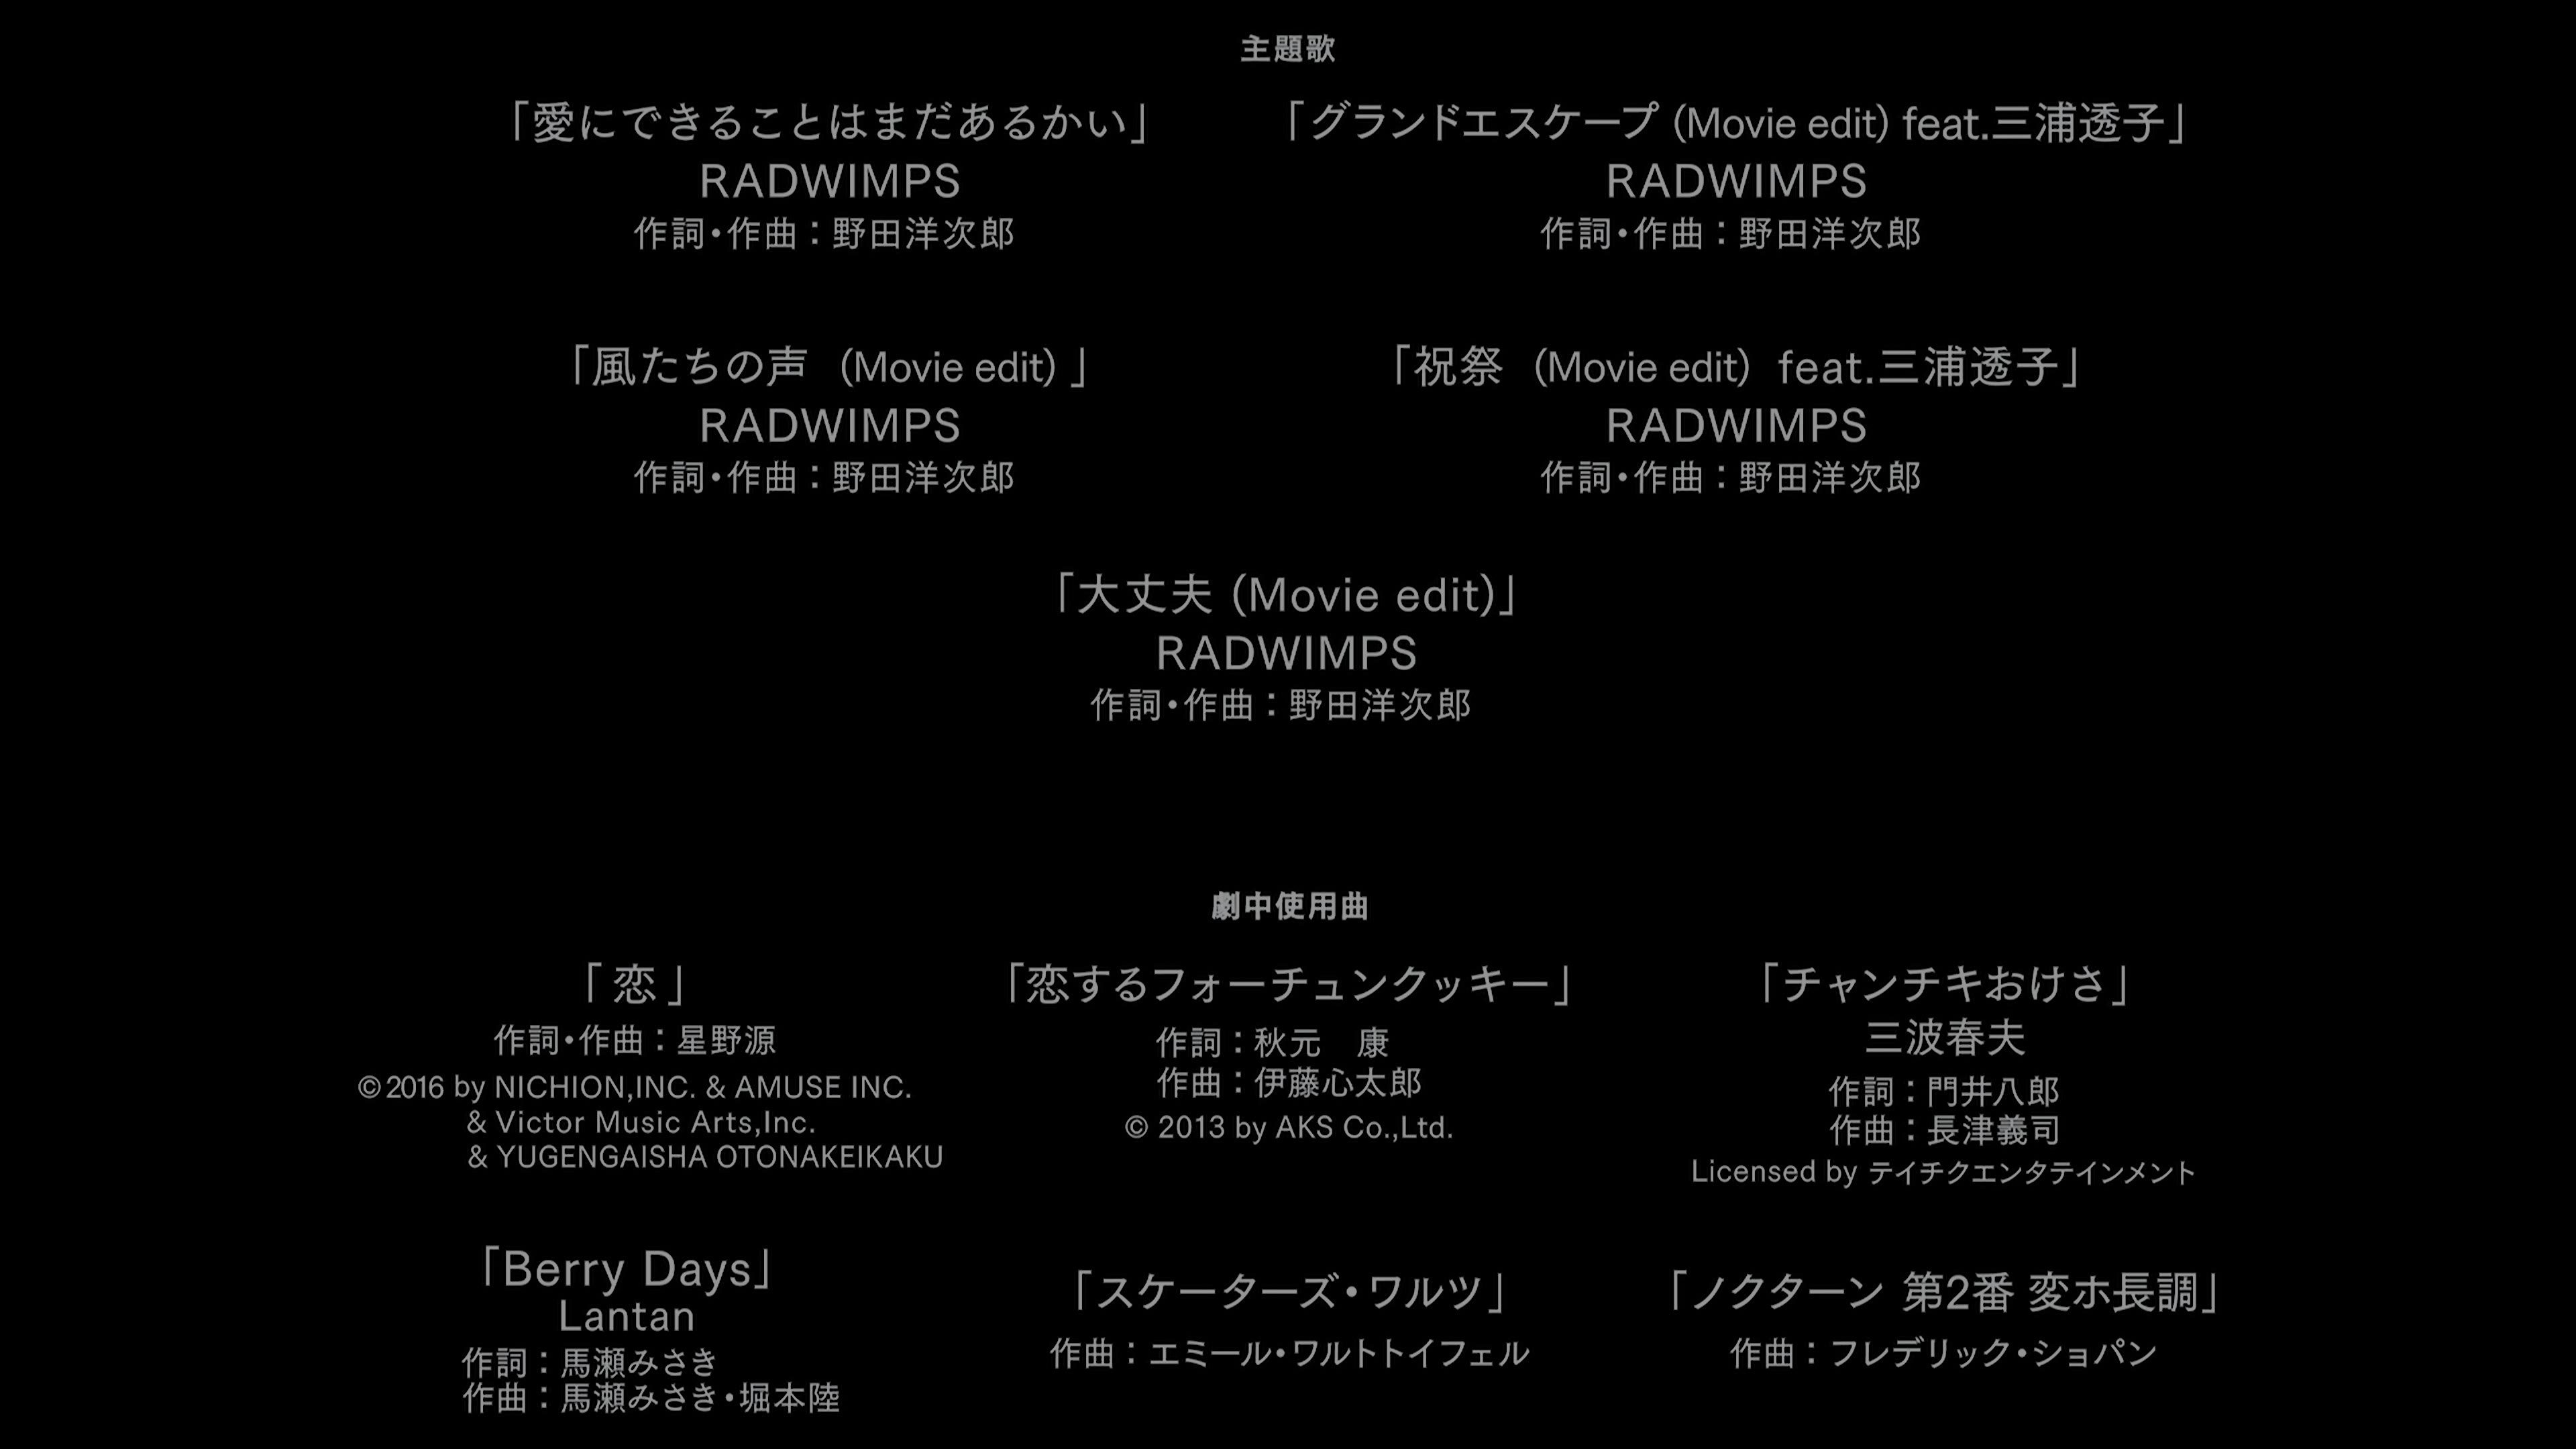 主題歌
「愛にできることはまだあるかい」
RADWIMPS
作詞・作曲：野田洋次郎
「グランドエスケープ (Movie edit) feat.三浦透子」
RADWIMPS
作詞・作曲：野田洋次郎
「風たちの声 (Movie edit) 」
RADWIMPS
作詞・作曲：野田洋次郎
「祝祭 (Movie edit) feat.三浦透子」
RADWIMPS
作詞・作曲：野田洋次郎
「大丈夫 (Movie edit)」
RADWIMPS
作詞・作曲：野田洋次郎
劇中使用曲
「 恋 」
作詞・作曲：星野源
©2016 by NICHION,INC. & AMUSE INC.
& Victor Music Arts,Inc.
& YUGENGAISHA OTONAKEIKAKU
「恋するフォーチュンクッキー」
作詞：秋元　康
作曲：伊藤心太郎
© 2013 by AKS Co.,Ltd.
「チャンチキおけさ」
三波春夫
作詞：門井八郎
作曲：長津義司
Licensed by テイチクエンタテインメント
「Berry Days」
Lantan
作詞：馬瀬みさき
作曲：馬瀬みさき・堀本陸
「スケーターズ・ワルツ」
作曲：エミール・ワルトトイフェル
「ノクターン 第2番 変ホ長調」
作曲：フレデリック・ショパン